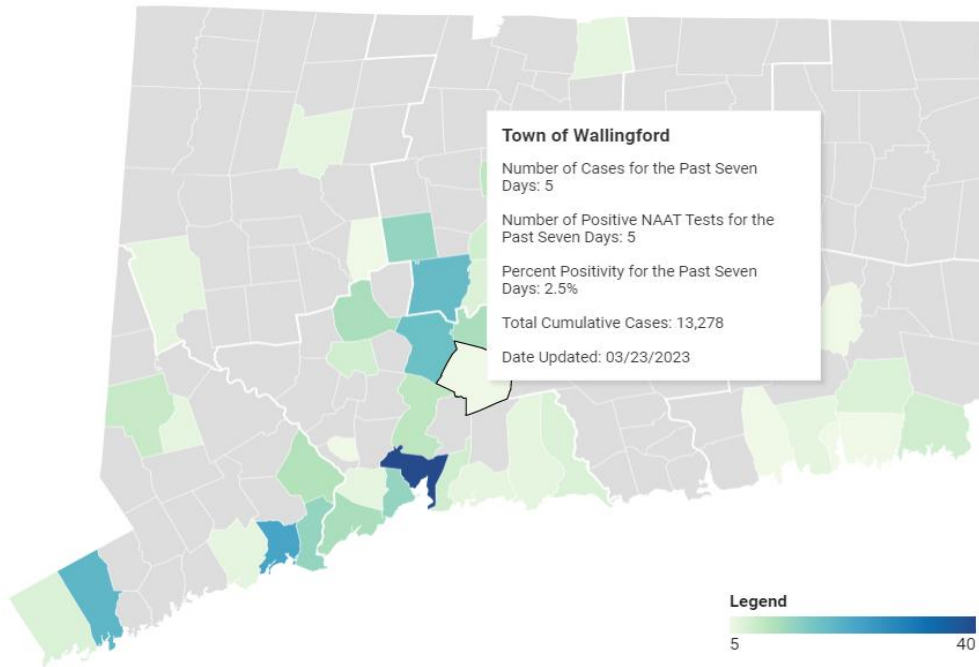 Town of Wallingford
Number of Cases for the Past Seven
Days: 5
Number of Positive NAAT Tests for the
Past Seven Days: 5
Percent Positivity for the Past Seven
Days: 2.5%
Total Cumulative Cases: 13,278
Date Updated: 03/23/2023
Legend
5
40